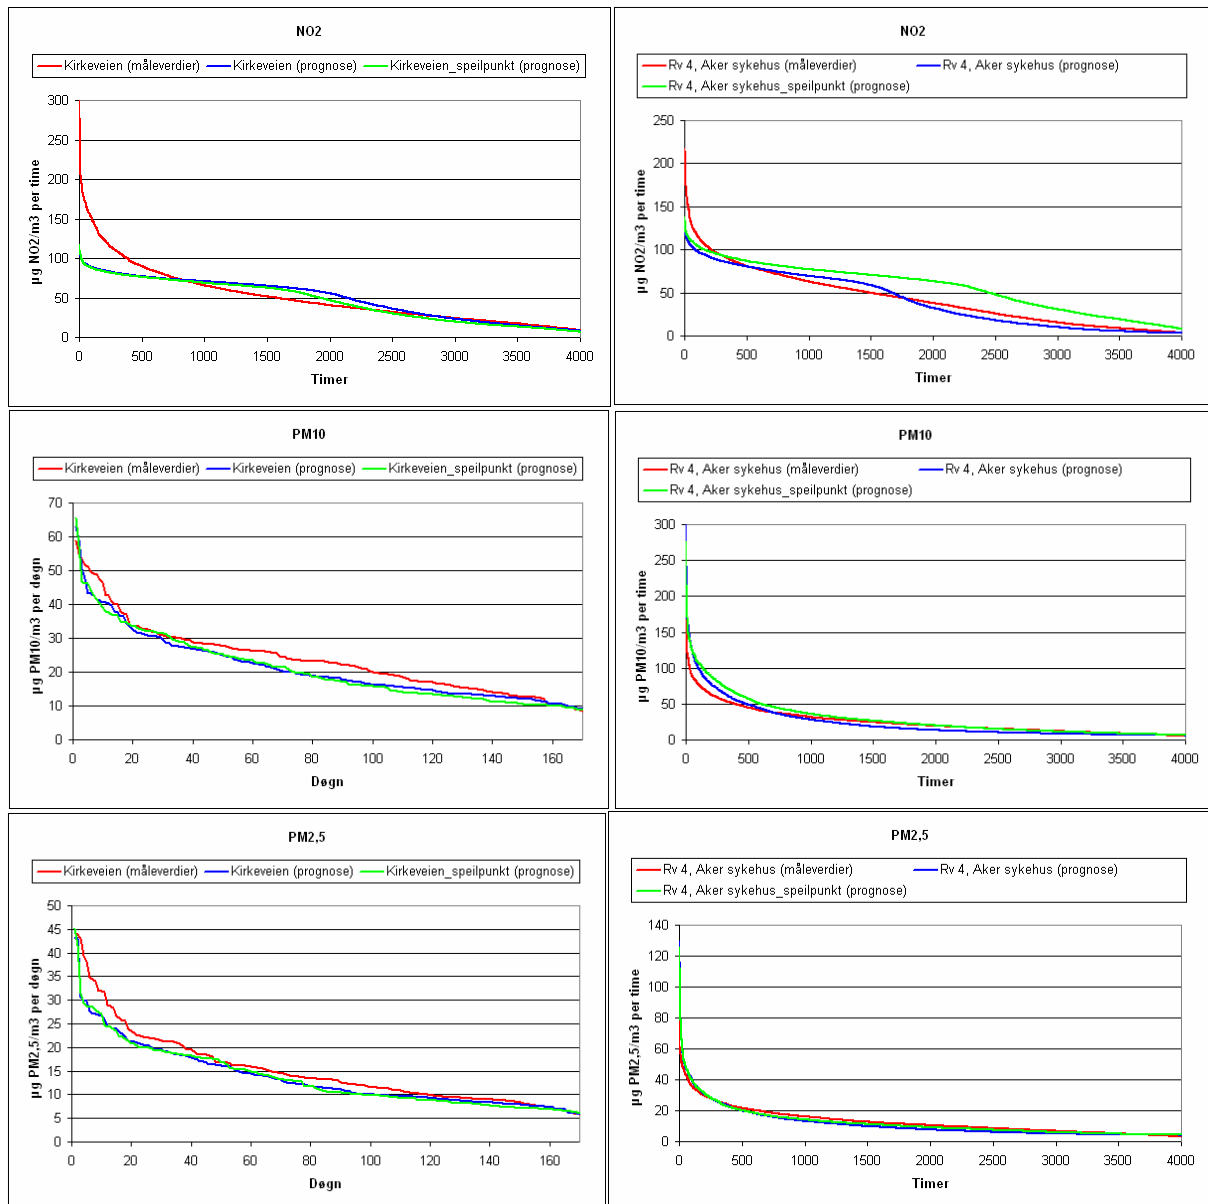 NO2
Kirkeveien (måleverdier) Kirkeveien (prognose) Kirkeveien_speilpunkt (prognose)
µg NO2/m3 per time
300
250
200
150
100
50
0
0 500 1000 1500 2000 2500 3000 3500 4000
Timer
NO2
Rv 4, Aker sykehus (måleverdier) Rv 4, Aker sykehus (prognose)
Rv 4, Aker sykehus_speilpunkt (prognose)
µg NO2/m3 per time
250
200
150
100
50
0
0 500 1000 1500 2000 2500 3000 3500 4000
Timer
PM10
Kirkeveien (måleverdier) Kirkeveien (prognose) Kirkeveien_speilpunkt (prognose)
µg PM10/m3 per døgn
70
60
50
40
30
20
10
0
0 20 40 60 80 100 120 140 160
Døgn
PM10
Rv 4, Aker sykehus (måleverdier) Rv 4, Aker sykehus (prognose)
Rv 4, Aker sykehus_speilpunkt (prognose)
µg PM10/m3 per time
300
250
200
150
100
50
0
0 500 1000 1500 2000 2500 3000 3500 4000
Timer
PM2,5
Kirkeveien (måleverdier) Kirkeveien (prognose) Kirkeveien_speilpunkt (prognose)
µg PM2,5/m3 per døgn
50
45
40
35
30
25
20
15
10
5
0
0 20 40 60 80 100 120 140 160
Døgn
PM2,5
Rv 4, Aker sykehus (måleverdier) Rv 4, Aker sykehus (prognose)
Rv 4, Aker sykehus_speilpunkt (prognose)
µg PM2,5/m3 per time
140
120
100
80
60
40
20
0
0 500 1000 1500 2000 2500 3000 3500 4000
Timer